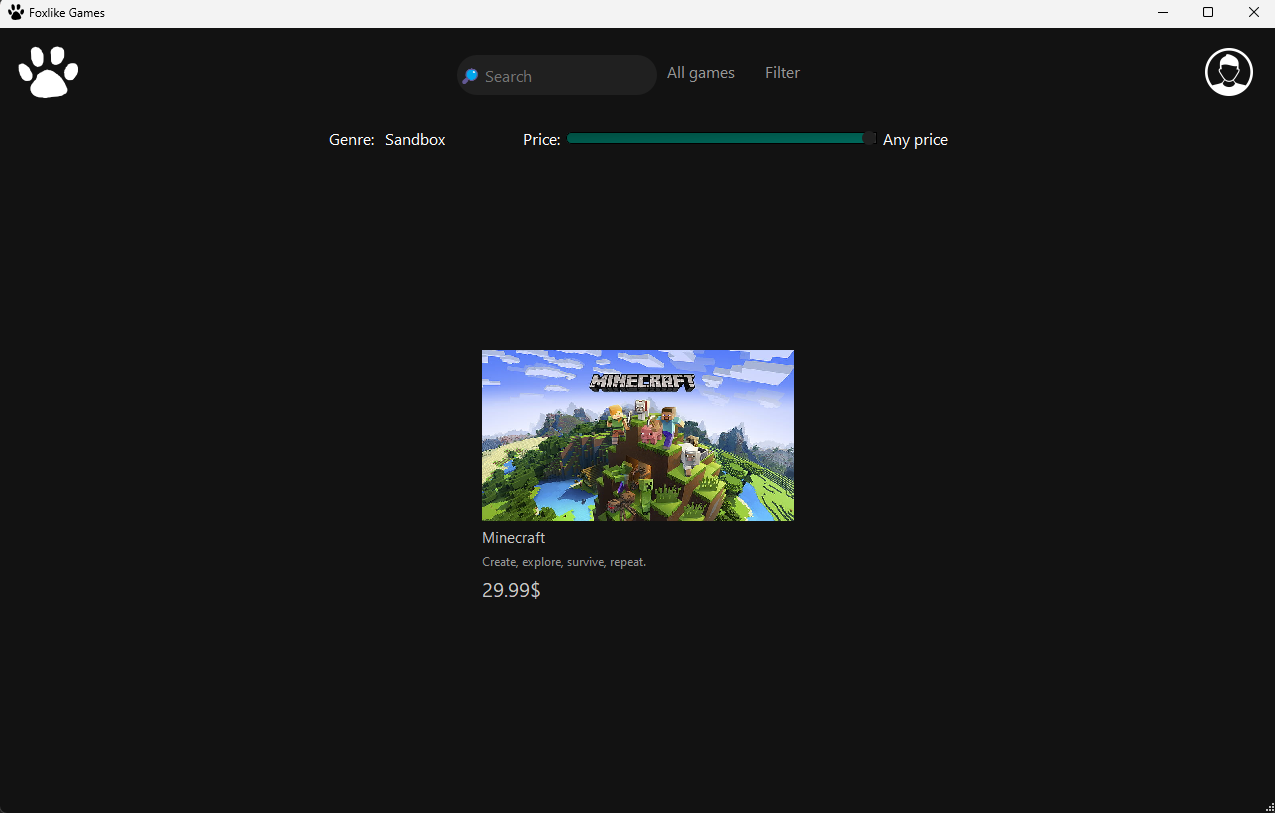 Foxlike Games
Search
All games
Filter
Genre: Sandbox
Price:
Any price
MINECRAFT
Minecraft
Create, explore, survive, repeat.
29.99$